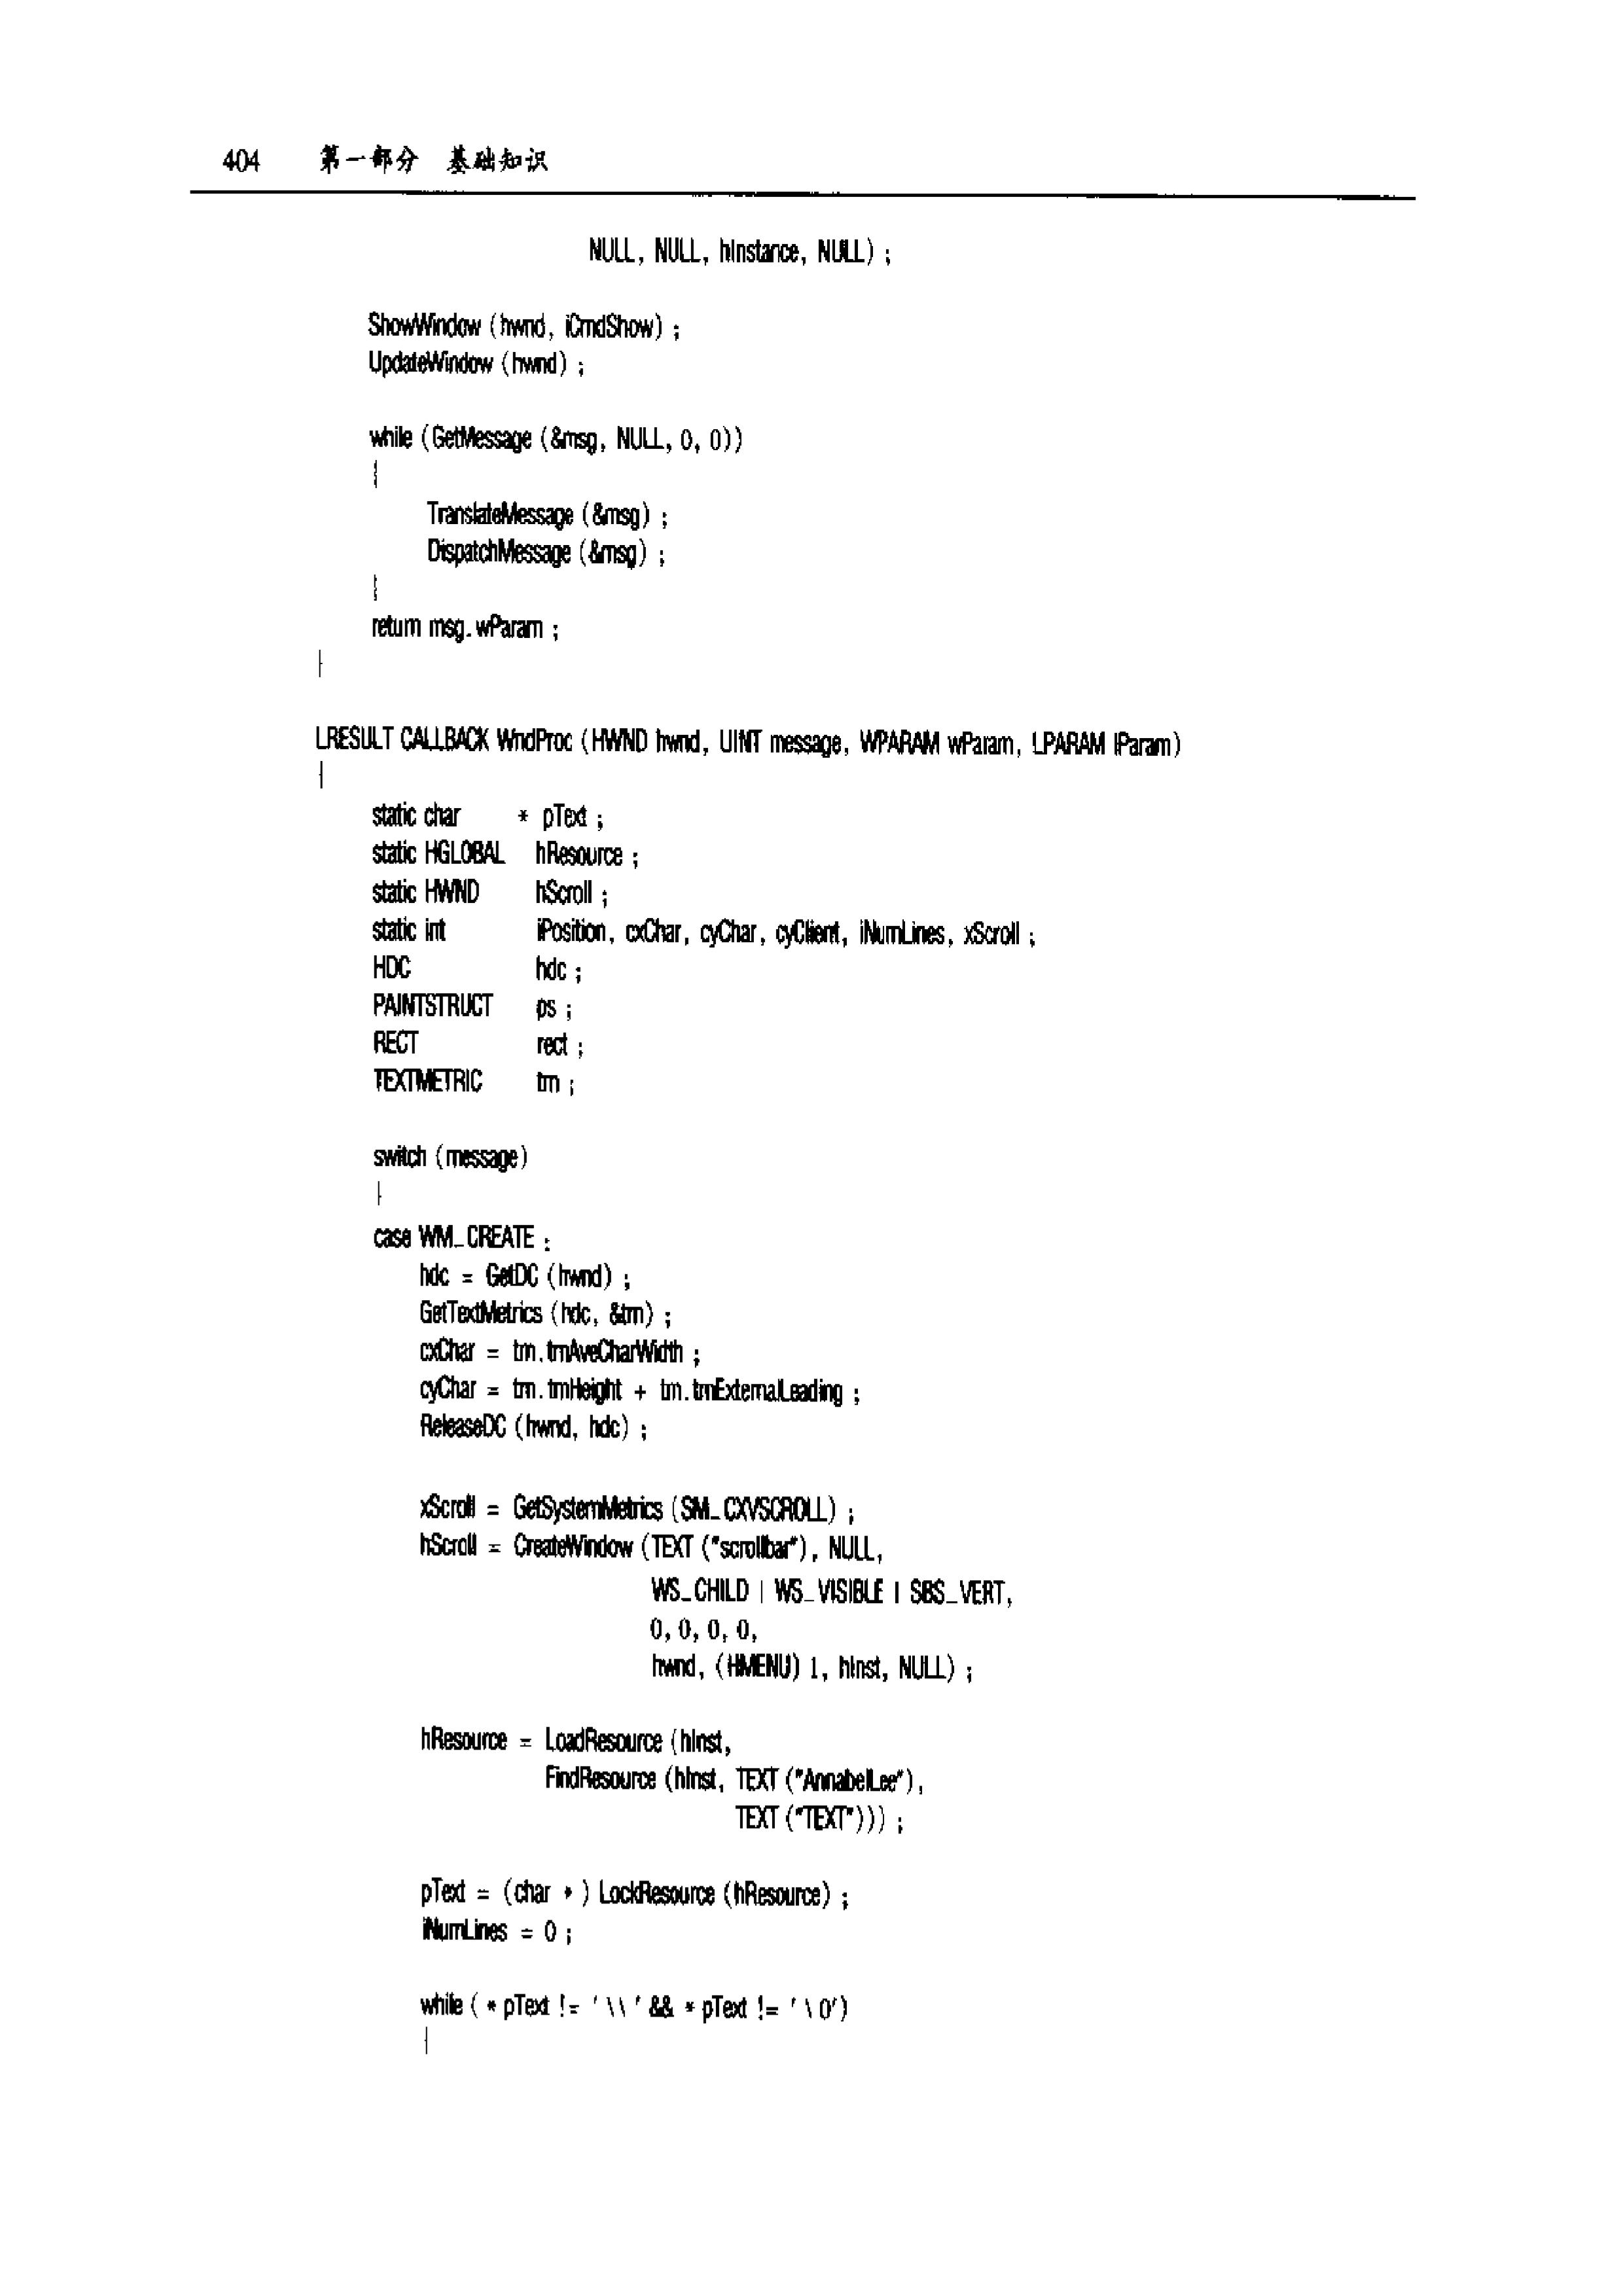 404 第一部分 基础知识
NULL, NULL, hInstance, NULL) ;
ShowWindow (hwnd, iCmdShow) ;
UpdateWindow (hwnd) ;
while (GetMessage (&msg, NULL, 0, 0))
{
TranslateMessage (&msg) ;
DispatchMessage (&msg) ;
}
return msg.wParam ;
}
LRESULT CALLBACK WndProc (HWND hwnd, UINT message, WPARAM wParam, LPARAM lParam)
{
static char * pText ;
static HGLOBAL hResource ;
static HWND hScroll ;
static int iPosition, cxChar, cyChar, cyClient, iNumLines, xScroll ;
HDC hdc ;
PAINTSTRUCT ps ;
RECT rect ;
TEXTMETRIC tm ;
switch (message)
{
case WM_CREATE :
hdc = GetDC (hwnd) ;
GetTextMetrics (hdc, &tm) ;
cxChar = tm.tmAveCharWidth ;
cyChar = tm.tmHeight + tm.tmExternalLeading ;
ReleaseDC (hwnd, hdc) ;
xScroll = GetSystemMetrics (SM_CXVSCROLL) ;
hScroll = CreateWindow (TEXT ("scrollbar"), NULL,
WS_CHILD | WS_VISIBLE | SBS_VERT,
0, 0, 0, 0,
hwnd, (HMENU) 1, hInst, NULL) ;
hResource = LoadResource (hInst,
FindResource (hInst, TEXT ("AnnabelLee"),
TEXT ("TEXT"))) ;
pText = (char * ) LockResource (hResource) ;
iNumLines = 0 ;
while ( * pText != ' \\ ' && * pText != ' \ 0')
{